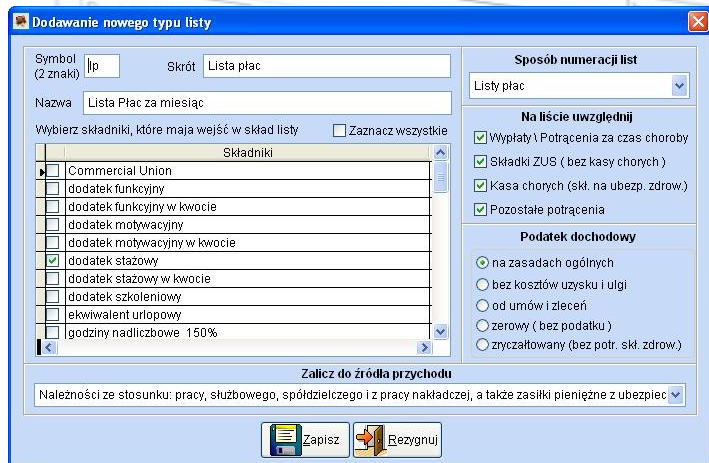 Dodawanie nowego typu listy
Symbol
(2 znaki)
lp
Skrót
Lista płac
Nazwa
Lista Płac za miesiąc
Wybierz składniki, które maja wejść w skład listy
Zaznacz wszystkie
Składniki
Commercial Union
dodatek funkcyjny
dodatek funkcyjny w kwocie
dodatek motywacyjny
dodatek motywacyjny w kwocie
dodatek stażowy
dodatek stażowy w kwocie
dodatek szkoleniowy
ekwiwalent urlopowy
godziny nadliczbowe 150%
Sposób numeracji list
Listy płac
Na liście uwzględnij
Wypłaty \ Potrącenia za czas choroby
Składki ZUS ( bez kasy chorych )
Kasa chorych (skł. na ubezp. zdrow.)
Pozostałe potrącenia
Podatek dochodowy
na zasadach ogólnych
bez kosztów uzysku i ulgi
od umów i zleceń
zerowy ( bez podatku )
zryczałtowany (bez potr. skł. zdrow.)
Zalicz do źródła przychodu
Należności ze stosunku: pracy, służbowego, spółdzielczego i z pracy nakładczej, a także zasiłki pieniężne z ubezpiec
Zapisz
Rezygnuj